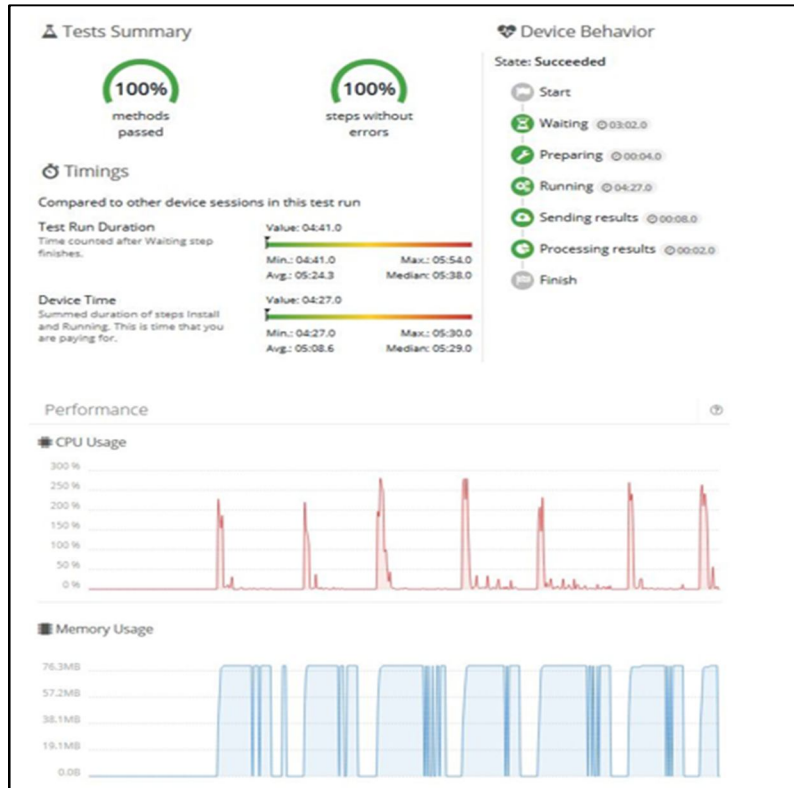 Tests Summary
100%
methods
passed
100%
steps without
errors
Timings
Compared to other device sessions in this test run
Test Run Duration
Time counted after Waiting step
finishes.
Value: 04:41.0
Min.: 04:41.0 Max.: 05:54.0
Avg.: 05:24.3 Median: 05:38.0
Device Time
Summed duration of steps Install
and Running. This is time that you
are paying for.
Value: 04:27.0
Min.: 04:27.0 Max.: 05:30.0
Avg.: 05:08.6 Median: 05:29.0
Device Behavior
State: Succeeded
Start
Waiting 03:02.0
Preparing 00:04.0
Running 04:27.0
Sending results 00:08.0
Processing results 00:02.0
Finish
Performance
CPU Usage
300 %
250 %
200 %
150 %
100 %
50 %
0 %
Memory Usage
76.3MB
57.2MB
38.1MB
19.1MB
0.0B